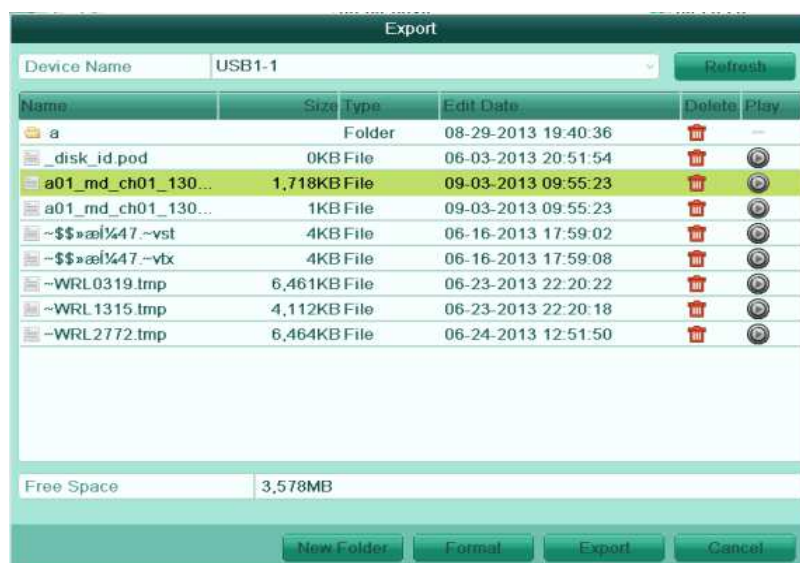 Export
Device Name USB1-1 Refresh
Name Size Type Edit Date Delete Play
a Folder 08-29-2013 19:40:36
_disk_id.pod 0KB File 06-03-2013 20:51:54
a01_md_ch01_130... 1,718KB File 09-03-2013 09:55:23
a01_md_ch01_130... 1KB File 09-03-2013 09:55:23
~$$»æÍ¼47.~vst 4KB File 06-16-2013 17:59:02
~$$»æÍ¼47.~vtx 4KB File 06-16-2013 17:59:08
~WRL0319.tmp 6,461KB File 06-23-2013 22:20:22
~WRL1315.tmp 4,112KB File 06-23-2013 22:20:18
~WRL2772.tmp 6,464KB File 06-24-2013 12:51:50
Free Space 3,578MB
New Folder Format Export Cancel